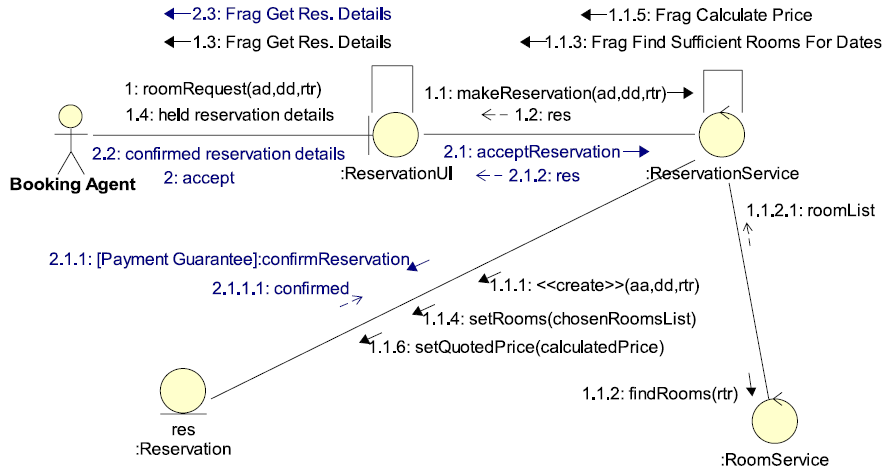 2.3: Frag Get Res. Details
1.1.5: Frag Calculate Price
1.3: Frag Get Res. Details
1.1.3: Frag Find Sufficient Rooms For Dates
1: roomRequest(ad,dd,rtr)
1.1: makeReservation(ad,dd,rtr)
1.4: held reservation details
1.2: res
2.2: confirmed reservation details
2.1: acceptReservation
2: accept
2.1.2: res
Booking Agent
:ReservationUI
:ReservationService
1.1.2.1: roomList
2.1.1: [Payment Guarantee]:confirmReservation
2.1.1.1: confirmed
1.1.1: <<create>>(aa,dd,rtr)
1.1.4: setRooms(chosenRoomsList)
1.1.6: setQuotedPrice(calculatedPrice)
1.1.2: findRooms(rtr)
res
:Reservation
:RoomService